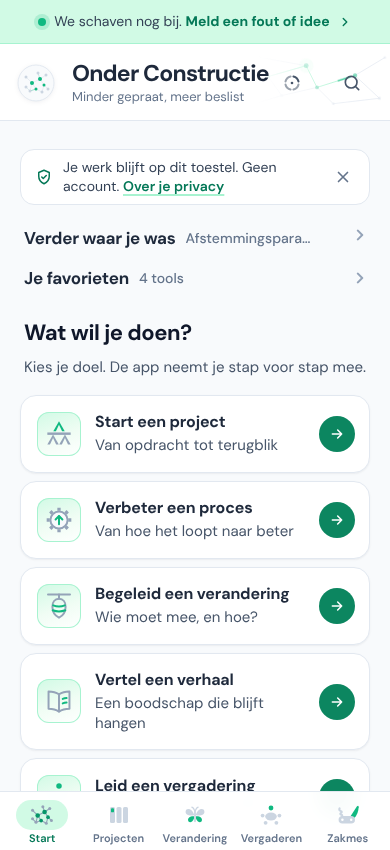 We schaven nog bij. Meld een fout of idee
Onder Constructie
Minder gepraat, meer beslist
Je werk blijft op dit toestel. Geen
account. Over je privacy
Verder waar je was Afstemmingspara...
Je favorieten 4 tools
Wat wil je doen?
Kies je doel. De app neemt je stap voor stap mee.
Start een project
Van opdracht tot terugblik
Verbeter een proces
Van hoe het loopt naar beter
Begeleid een verandering
Wie moet mee, en hoe?
Vertel een verhaal
Een boodschap die blijft
hangen
Leid een vergadering
Start Projecten Verandering Vergaderen Zakmes